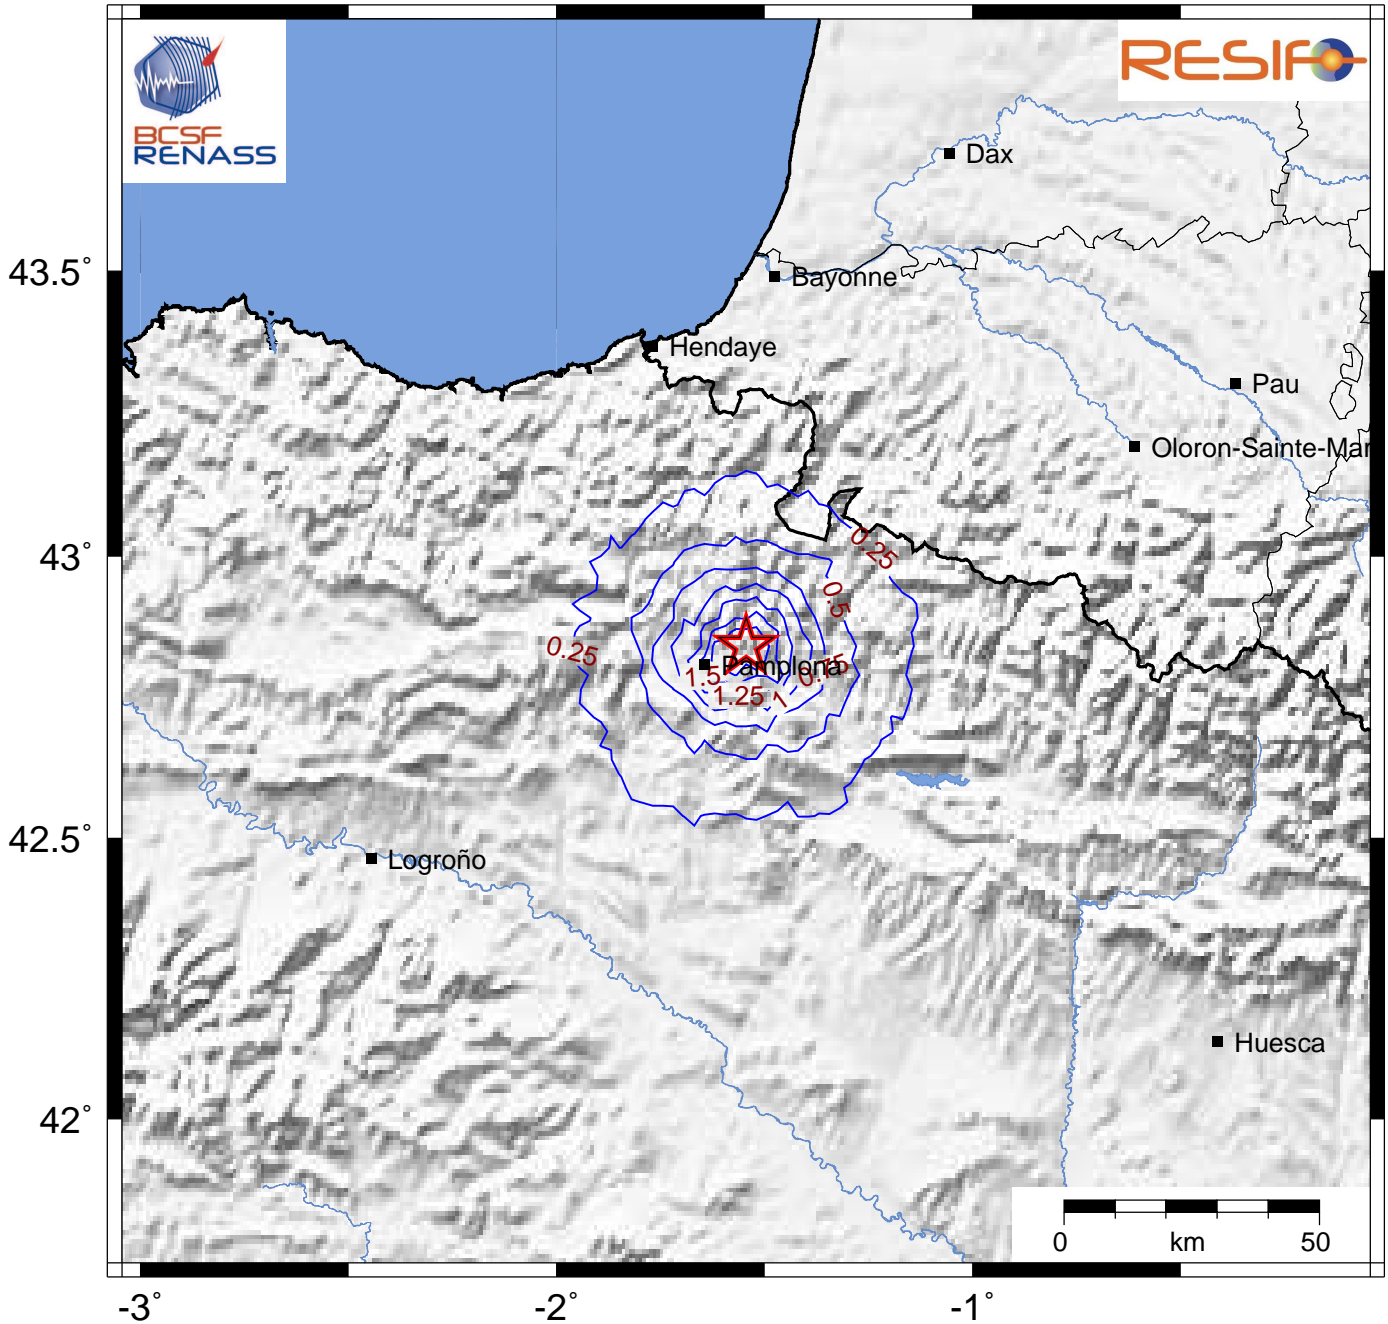 BCSF
RENASS
RESIF
Dax
43.5°
Bayonne
Hendaye
Pau
Oloron-Sainte-Mar
43°
0.25
0.5
0.25
Pamplona
0.75
1.5
1.25
1
42.5°
Logroño
Huesca
42°
0 km 50
-3° -2° -1°